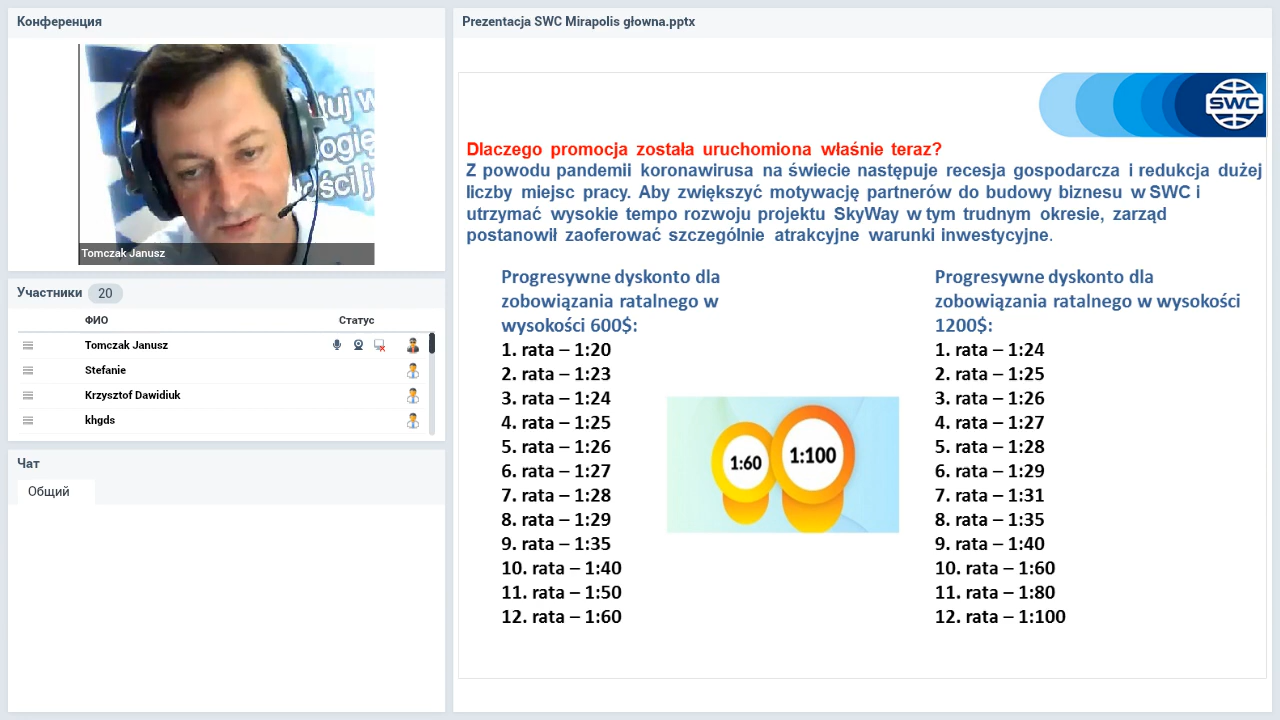 Конференция
Tomczak Janusz
Участники 20
ФИО Статус
Tomczak Janusz
Stefanie
Krzysztof Dawidiuk
khgds
Чат
Общий
Prezentacja SWC Mirapolis głowna.pptx
SWC
Dlaczego promocja została uruchomiona właśnie teraz?
Z powodu pandemii koronawirusa na świecie następuje recesja gospodarcza i redukcja dużej
liczby miejsc pracy. Aby zwiększyć motywację partnerów do budowy biznesu w SWC i
utrzymać wysokie tempo rozwoju projektu SkyWay w tym trudnym okresie, zarząd
postanowił zaoferować szczególnie atrakcyjne warunki inwestycyjne.
Progresywne dyskonto dla
zobowiązania ratalnego w
wysokości 600$:
1. rata – 1:20
2. rata – 1:23
3. rata – 1:24
4. rata – 1:25
5. rata – 1:26
6. rata – 1:27
7. rata – 1:28
8. rata – 1:29
9. rata – 1:35
10. rata – 1:40
11. rata – 1:50
12. rata – 1:60
1:60
1:100
Progresywne dyskonto dla
zobowiązania ratalnego w wysokości
1200$:
1. rata – 1:24
2. rata – 1:25
3. rata – 1:26
4. rata – 1:27
5. rata – 1:28
6. rata – 1:29
7. rata – 1:31
8. rata – 1:35
9. rata – 1:40
10. rata – 1:60
11. rata – 1:80
12. rata – 1:100